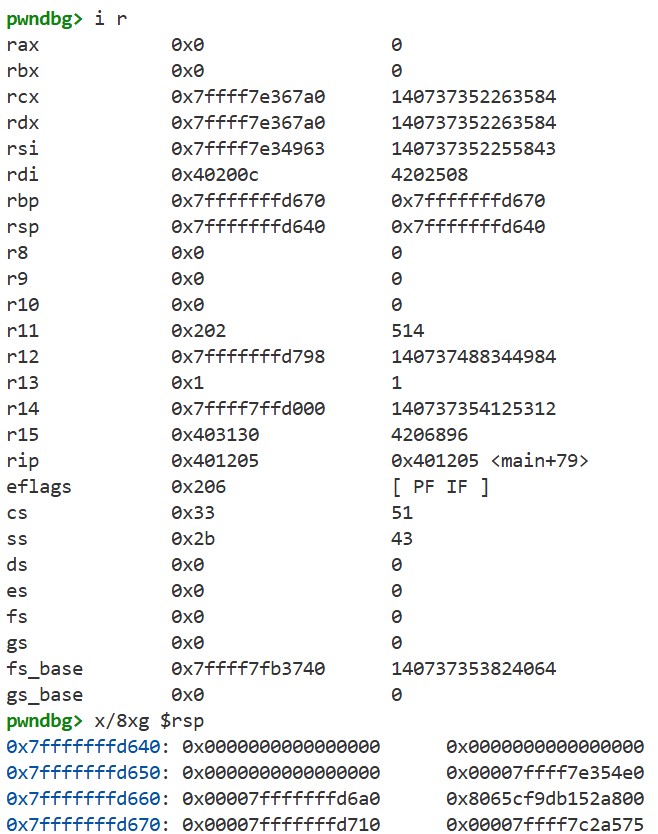 pwndbg> i r
rax 0x0 0
rbx 0x0 0
rcx 0x7ffff7e367a0 140737352263584
rdx 0x7ffff7e367a0 140737352263584
rsi 0x7ffff7e34963 140737352255843
rdi 0x40200c 4202508
rbp 0x7fffffffd670 0x7fffffffd670
rsp 0x7fffffffd640 0x7fffffffd640
r8 0x0 0
r9 0x0 0
r10 0x0 0
r11 0x202 514
r12 0x7fffffffd798 140737488344984
r13 0x1 1
r14 0x7ffff7ffd000 140737354125312
r15 0x403130 4206896
rip 0x401205 0x401205 <main+79>
eflags 0x206 [ PF IF ]
cs 0x33 51
ss 0x2b 43
ds 0x0 0
es 0x0 0
fs 0x0 0
gs 0x0 0
fs_base 0x7ffff7fb3740 140737353824064
gs_base 0x0 0
pwndbg> x/8xg $rsp
0x7fffffffd640: 0x0000000000000000 0x0000000000000000
0x7fffffffd650: 0x0000000000000000 0x00007ffff7e354e0
0x7fffffffd660: 0x00007fffffffd6a0 0x8065cf9db152a800
0x7fffffffd670: 0x00007fffffffd710 0x00007ffff7c2a575